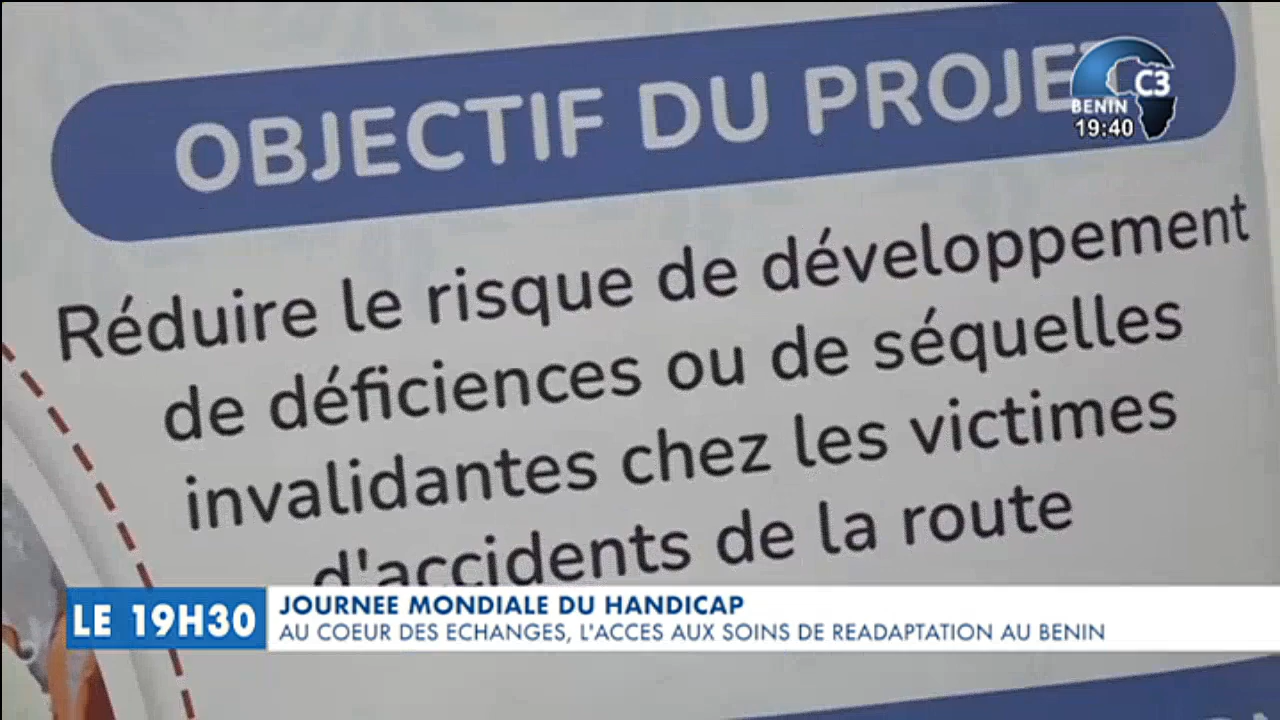 OBJECTIF DU PROJET
C3
BENIN
19:40
Réduire le risque de développement
de déficiences ou de séquelles
invalidantes chez les victimes
d'accidents de la route
LE 19H30
JOURNEE MONDIALE DU HANDICAP
AU COEUR DES ECHANGES, L'ACCES AUX SOINS DE READAPTATION AU BENIN